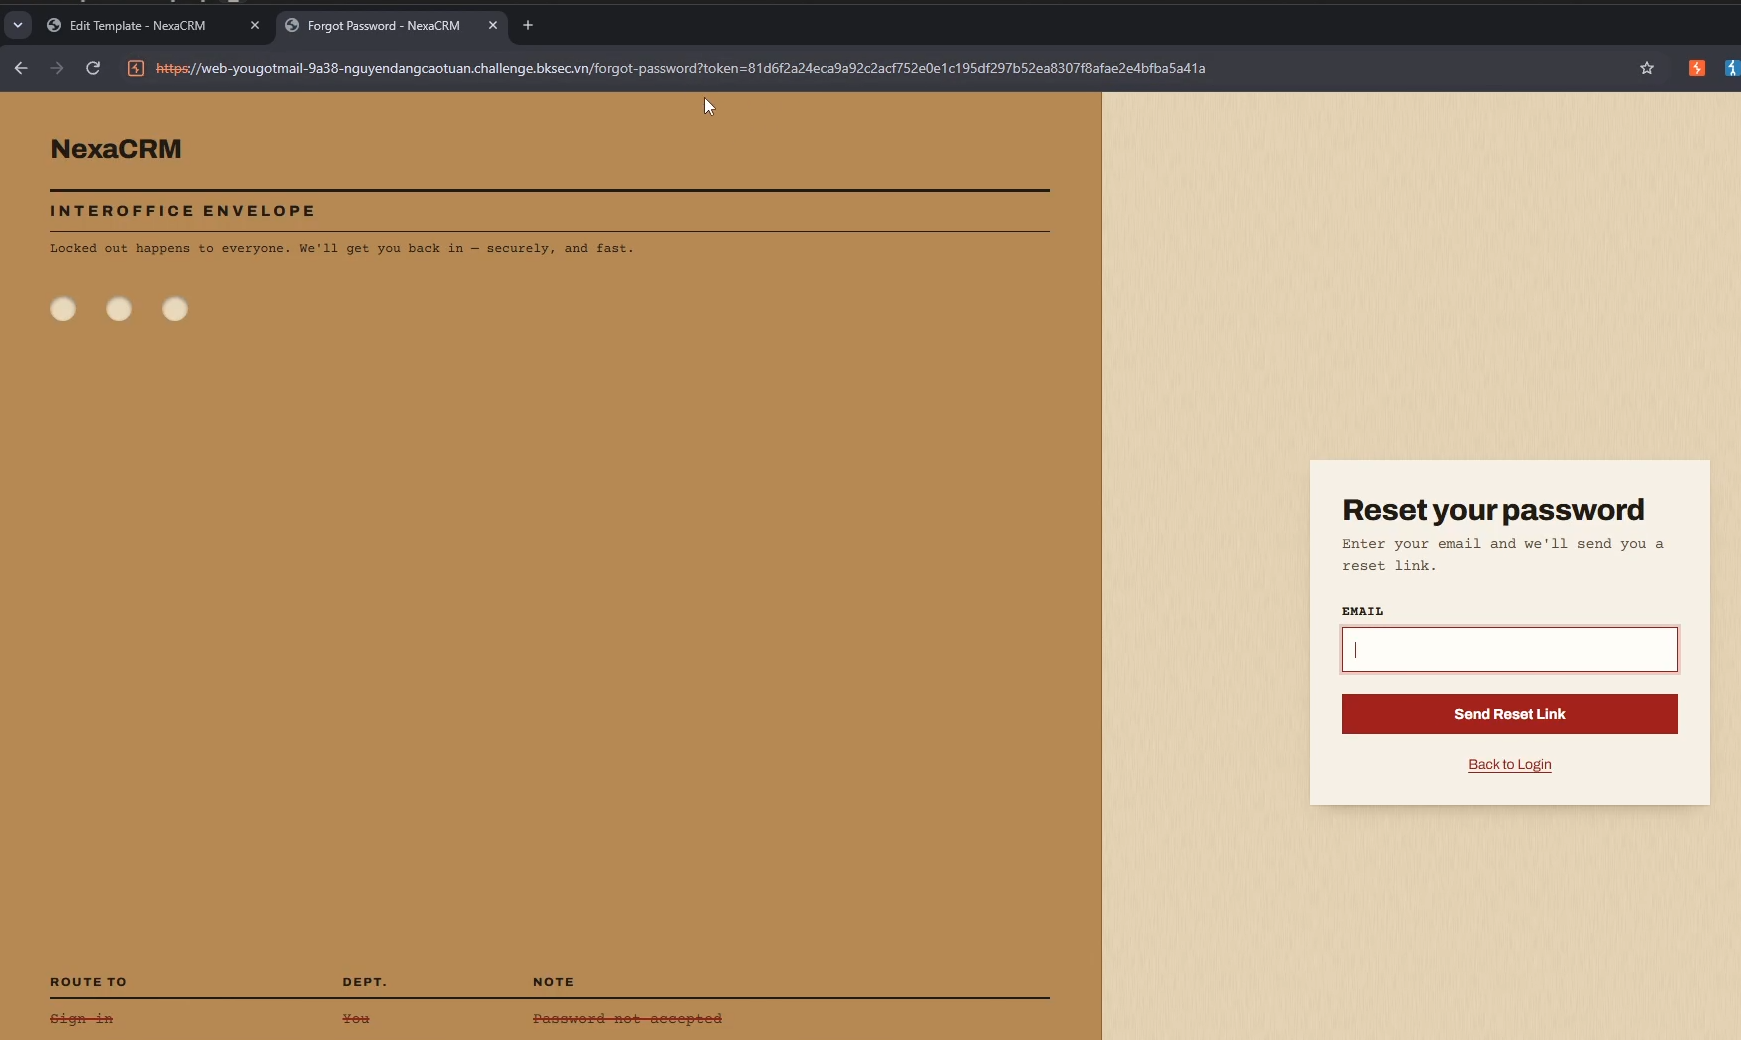 Edit Template - NexaCRM
Forgot Password - NexaCRM
https://web-yougotmail-9a38-nguyendangcaotuan.challenge.bksec.vn/forgot-password?token=81d6f2a24eca9a92c2acf752e0e1c195df297b52ea8307f8afae2e4bfba5a41a
NexaCRM
INTEROFFICE ENVELOPE
Locked out happens to everyone. We'll get you back in — securely, and fast.
Reset your password
Enter your email and we'll send you a
reset link.
EMAIL
Send Reset Link
Back to Login
ROUTE TO DEPT. NOTE
Sign in You Password not accepted